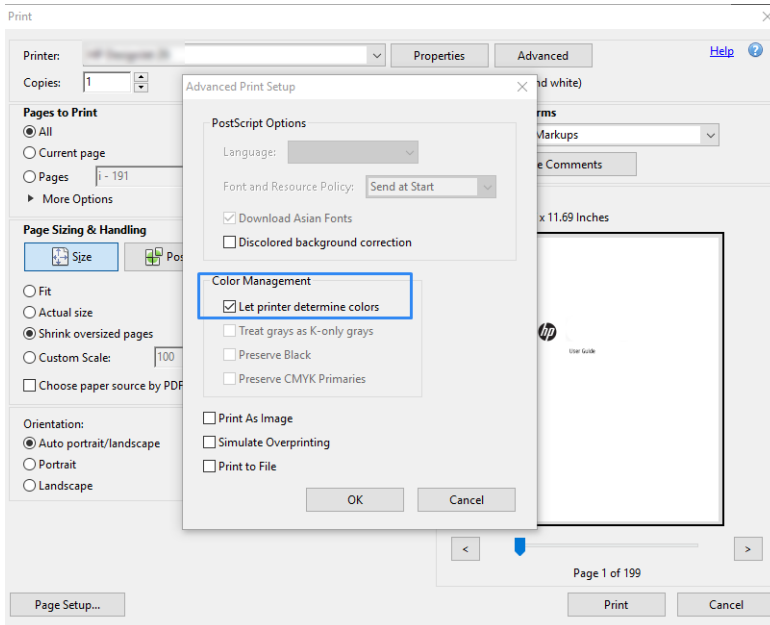 Print
Printer:
Properties
Advanced
Help
Copies:
1
nd white)
Pages to Print
All
Current page
Pages
i - 191
More Options
Page Sizing & Handling
Size
Pos
Fit
Actual size
Shrink oversized pages
Custom Scale:
100
Choose paper source by PDF
Orientation:
Auto portrait/landscape
Portrait
Landscape
Page Setup...
Advanced Print Setup
PostScript Options
Language:
Font and Resource Policy:
Send at Start
Download Asian Fonts
Discolored background correction
Color Management
Let printer determine colors
Treat grays as K-only grays
Preserve Black
Preserve CMYK Primaries
Print As Image
Simulate Overprinting
Print to File
OK
Cancel
rms
Markups
e Comments
x 11.69 Inches
hp
User Guide
<
>
Page 1 of 199
Print
Cancel